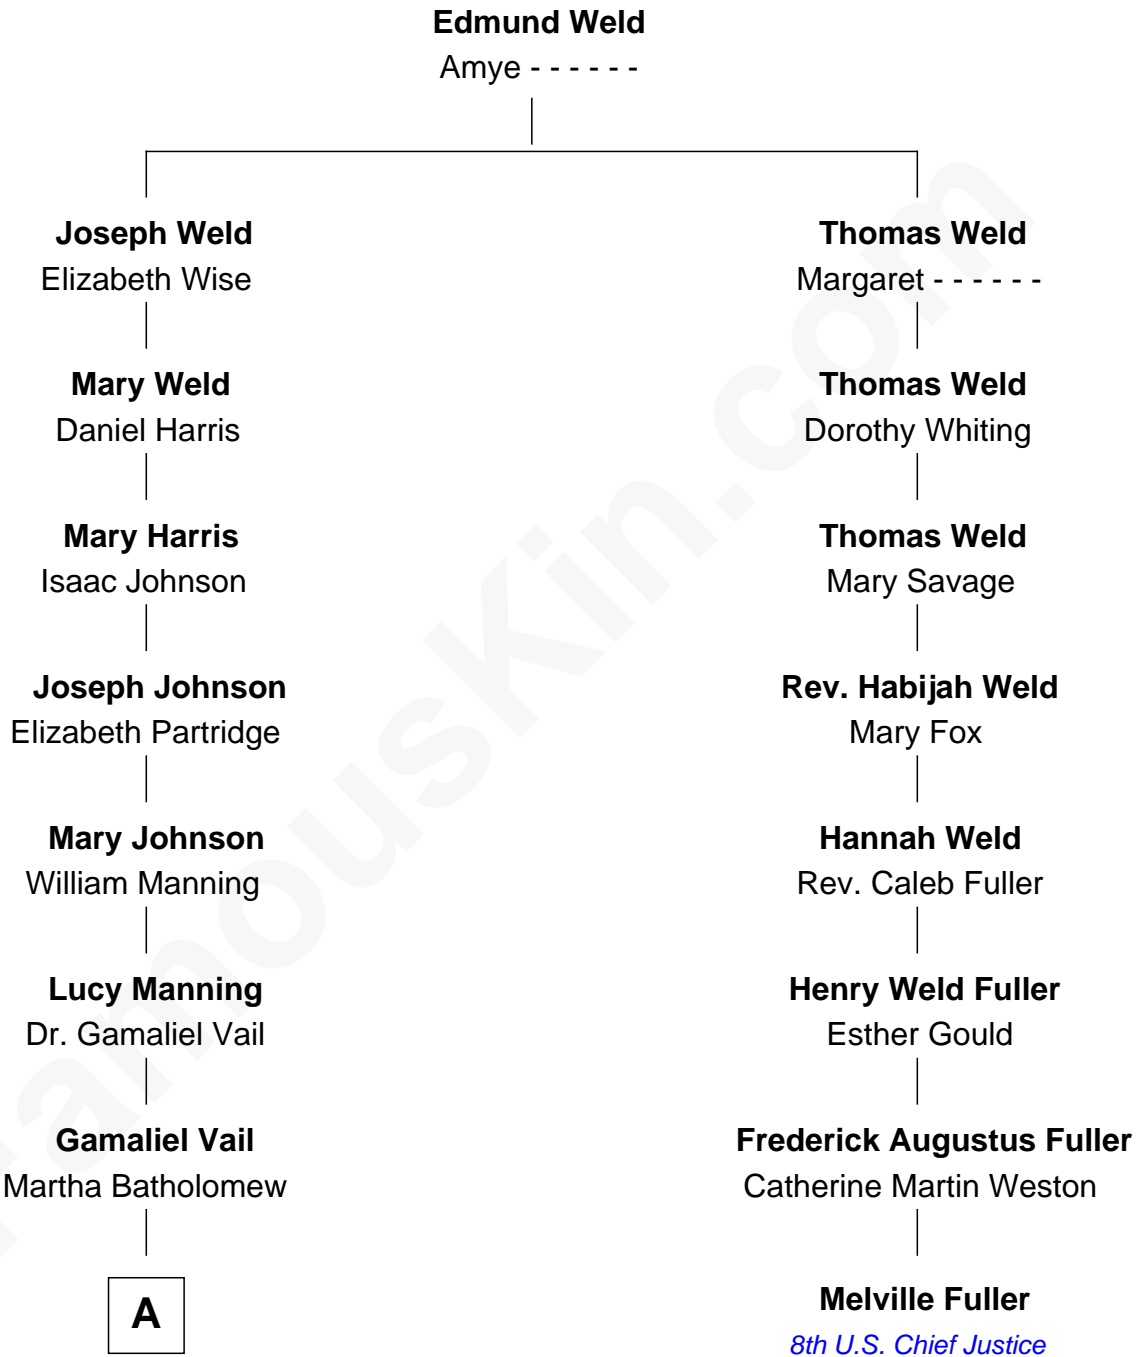 Edmund Weld
Amye - - - - - -
Joseph Weld
Elizabeth Wise
Mary Weld
Daniel Harris
Mary Harris
Isaac Johnson
Joseph Johnson
Elizabeth Partridge
Mary Johnson
William Manning
Lucy Manning
Dr. Gamaliel Vail
Gamaliel Vail
Martha Batholomew
A
Thomas Weld
Margaret - - - - - -
Thomas Weld
Dorothy Whiting
Thomas Weld
Mary Savage
Rev. Habijah Weld
Mary Fox
Hannah Weld
Rev. Caleb Fuller
Henry Weld Fuller
Esther Gould
Frederick Augustus Fuller
Catherine Martin Weston
Melville Fuller
8th U.S. Chief Justice
FamousKin.com